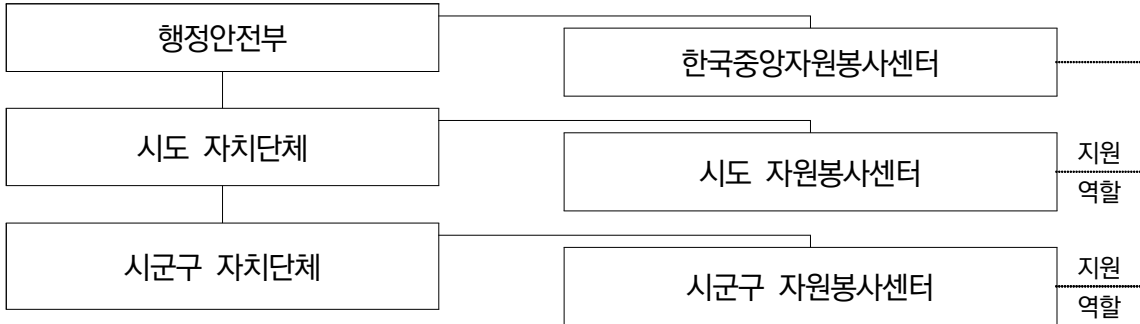 행정안전부
한국중앙자원봉사센터
시도 자치단체
시도 자원봉사센터
지원
역할
시군구 자치단체
시군구 자원봉사센터
지원
역할